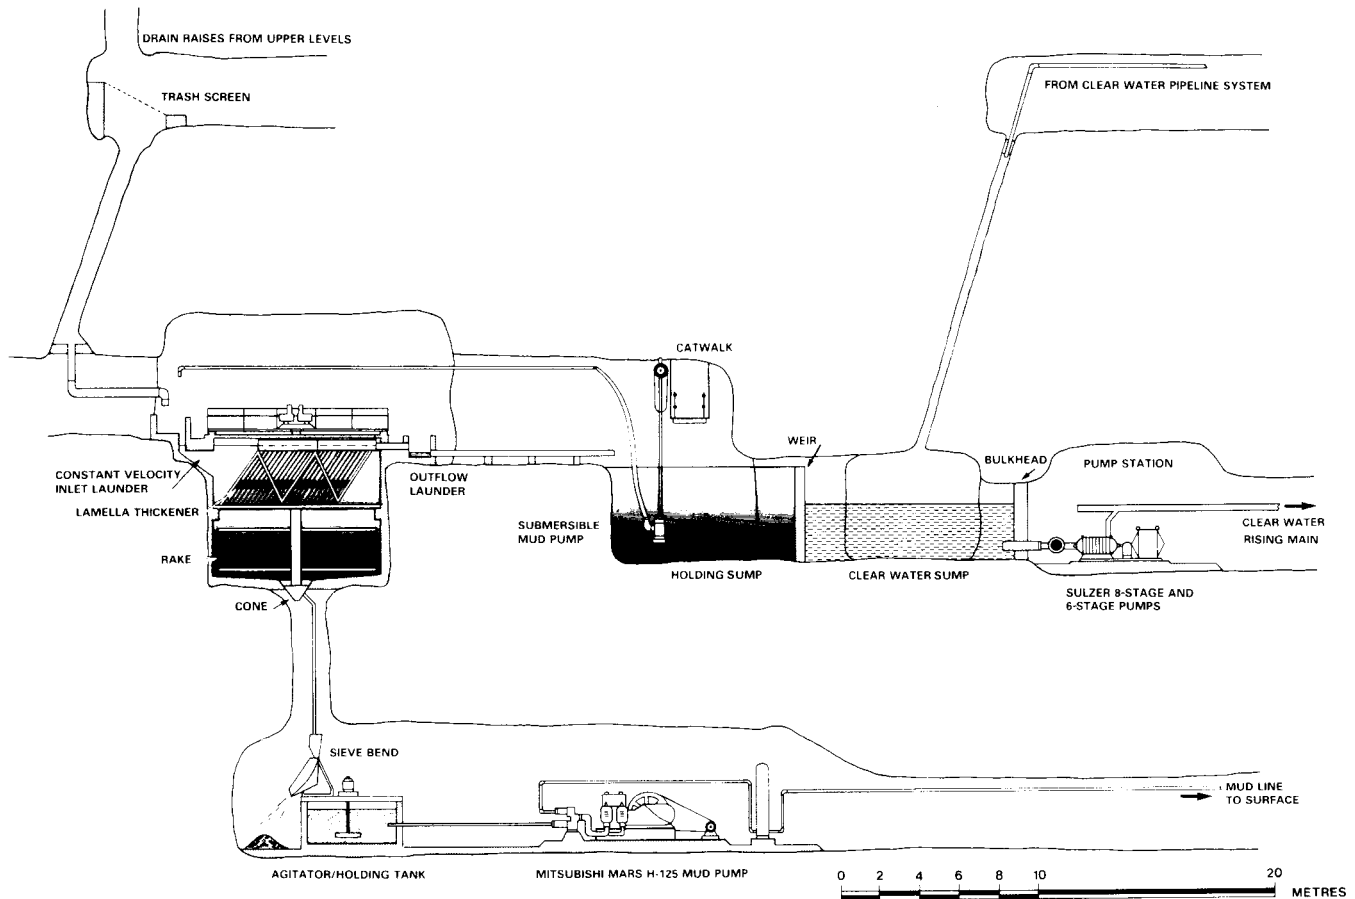 DRAIN RAISES FROM UPPER LEVELS
TRASH SCREEN
FROM CLEAR WATER PIPELINE SYSTEM
CATWALK
WEIR
BULKHEAD
PUMP STATION
CONSTANT VELOCITY
INLET LAUNDER
OUTFLOW
LAUNDER
LAMELLA THICKENER
SUBMERSIBLE
MUD PUMP
CLEAR WATER
RISING MAIN
RAKE
HOLDING SUMP
CLEAR WATER SUMP
SULZER 8-STAGE AND
6-STAGE PUMPS
CONE
SIEVE BEND
MUD LINE
TO SURFACE
AGITATOR/HOLDING TANK
MITSUBISHI MARS H-125 MUD PUMP
0 2 4 6 8 10 20
METRES